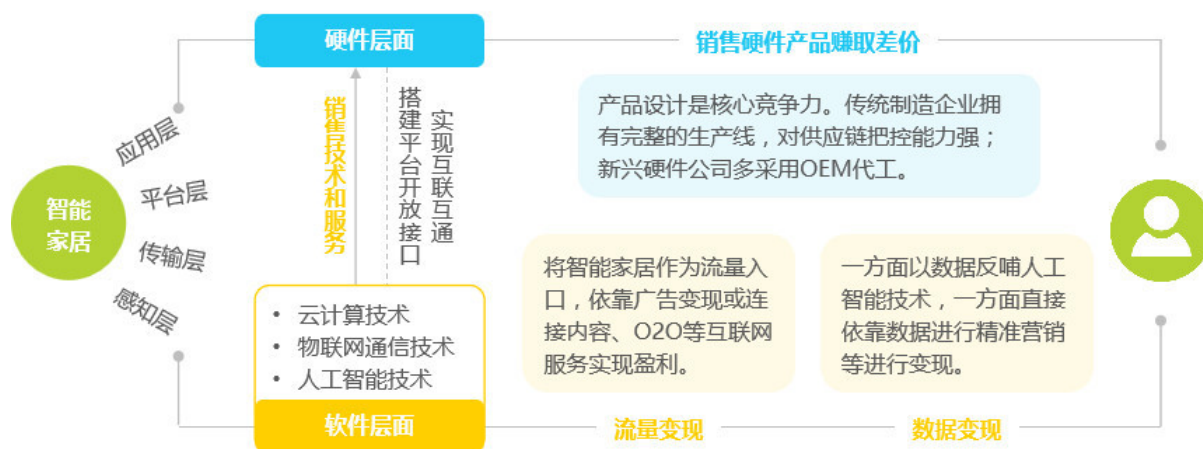 硬件层面
销售硬件产品赚取差价
产品设计是核心竞争力。传统制造企业拥
有完整的生产线，对供应链把控能力强；
新兴硬件公司多采用OEM代工。
智能
家居
应用层
平台层
传输层
感知层
销售技术和服务
搭建平台开放接口
实现互联互通
• 云计算技术
• 物联网通信技术
• 人工智能技术
软件层面
将智能家居作为流量入
口，依靠广告变现或连
接内容、O2O等互联网
服务实现盈利。
流量变现
一方面以数据反哺人工
智能技术，一方面直接
依靠数据进行精准营销
等进行变现。
数据变现